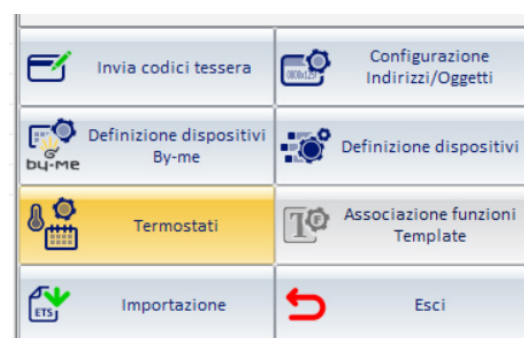 Invia codici tessera
Configurazione
Indirizzi/Oggetti
Definizione dispositivi
By-me
by-me
Definizione dispositivi
Termostati
Associazione funzioni
Template
Importazione
ETS
Esci